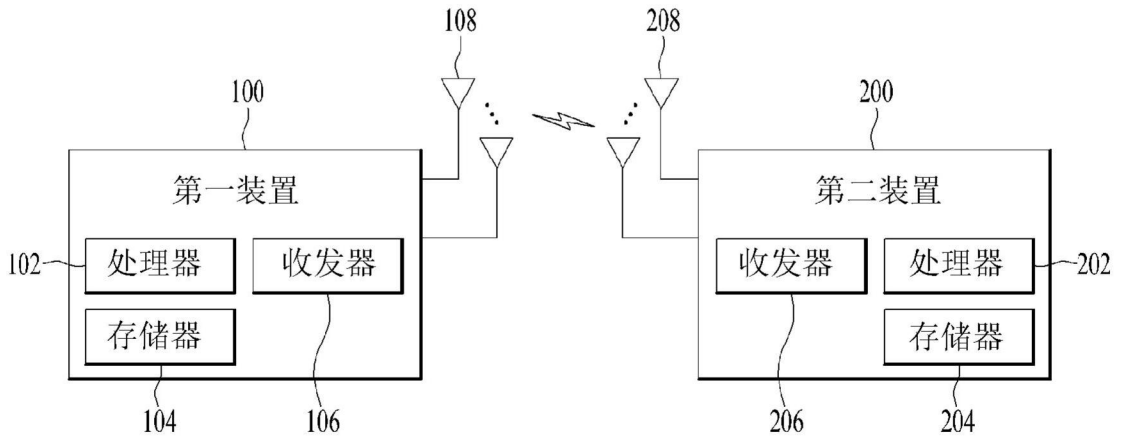 108
208
100
200
第一装置
第二装置
102
处理器
收发器
收发器
处理器
202
存储器
存储器
104
106
206
204